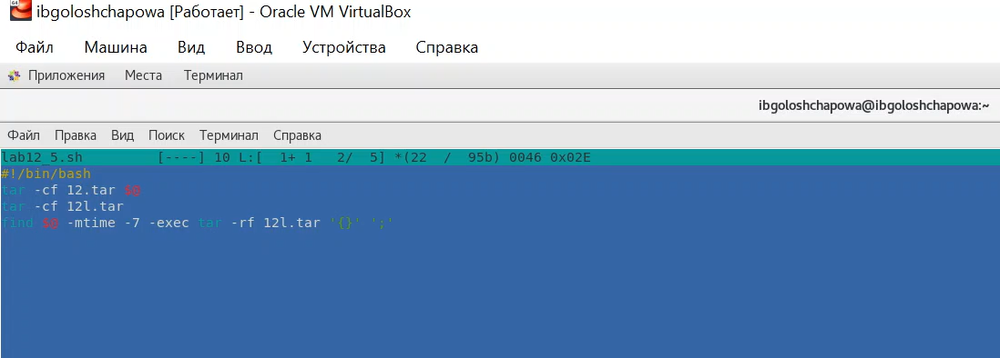 ibgoloshchapowa [Работает] - Oracle VM VirtualBox
Файл Машина Вид Ввод Устройства Справка
Приложения Места Терминал
ibgoloshchapowa@ibgoloshchapowa:~
Файл Правка Вид Поиск Терминал Справка
lab12_5.sh [----] 10 L:[ 1+ 1 2/ 5] *(22 / 95b) 0046 0x02E
#!/bin/bash
tar -cf 12.tar $@
tar -cf 12l.tar
find $@ -mtime -7 -exec tar -rf 12l.tar '{}' ';'